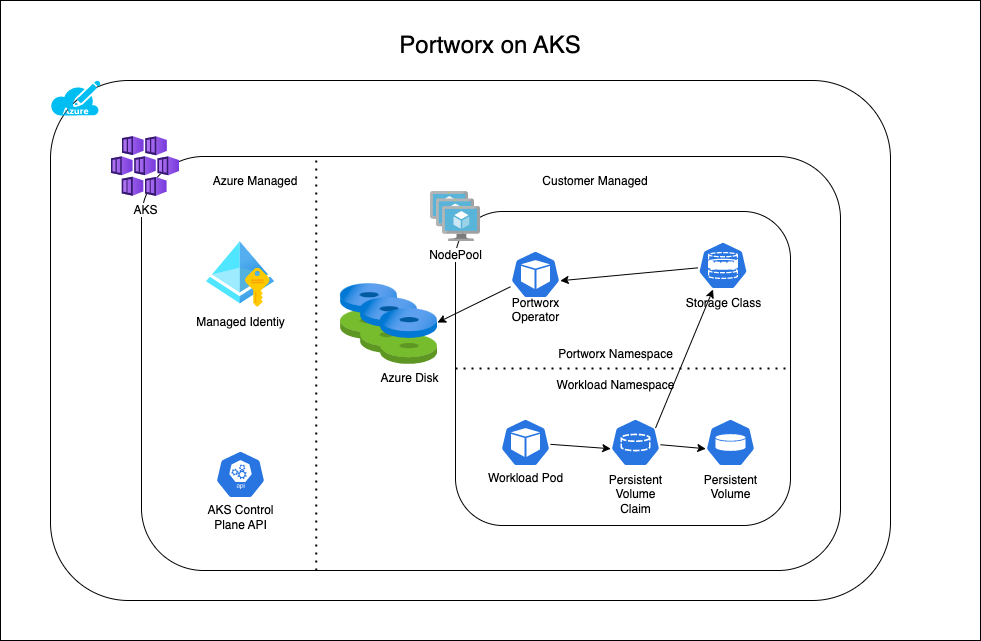 Portworx on AKS
Azure
AKS
Azure Managed
Customer Managed
NodePool
Managed Identiy
Portworx
Operator
Storage Class
Azure Disk
Portworx Namespace
Workload Namespace
api
AKS Control
Plane API
Workload Pod
Persistent
Volume
Claim
Persistent
Volume